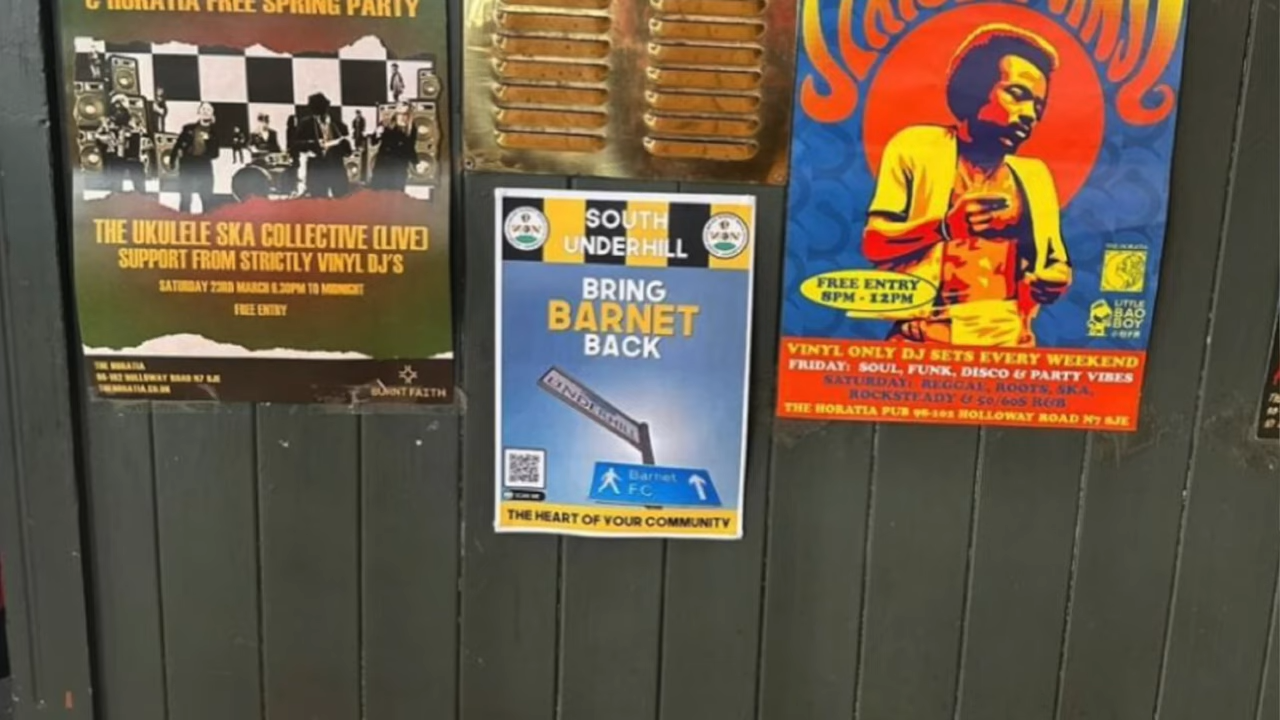 & HORATIA FREE SPRING PARTY
THE UKULELE SKA COLLECTIVE (LIVE)
SUPPORT FROM STRICTLY VINYL DJ'S
SATURDAY 23RD MARCH 6.30PM TO MIDNIGHT
FREE ENTRY
THE HORATIA
98-102 HOLLOWAY ROAD N7 8JE
THEHORATIA.CO.UK
BURNT FAITH
SOUTH
UNDERHILL
BRING
BARNET
BACK
UNDERHILL
Barnet
FC
THE HEART OF YOUR COMMUNITY
VINYL
FREE ENTRY
8PM - 12PM
THE HORATIA
LITTLE
BAO
BOY
VINYL ONLY DJ SETS EVERY WEEKEND
FRIDAY: SOUL, FUNK, DISCO & PARTY VIBES
SATURDAY: REGGAE, ROOTS, SKA,
ROCKSTEADY & 50/60S R&B
THE HORATIA PUB 98-102 HOLLOWAY ROAD N7 8JE